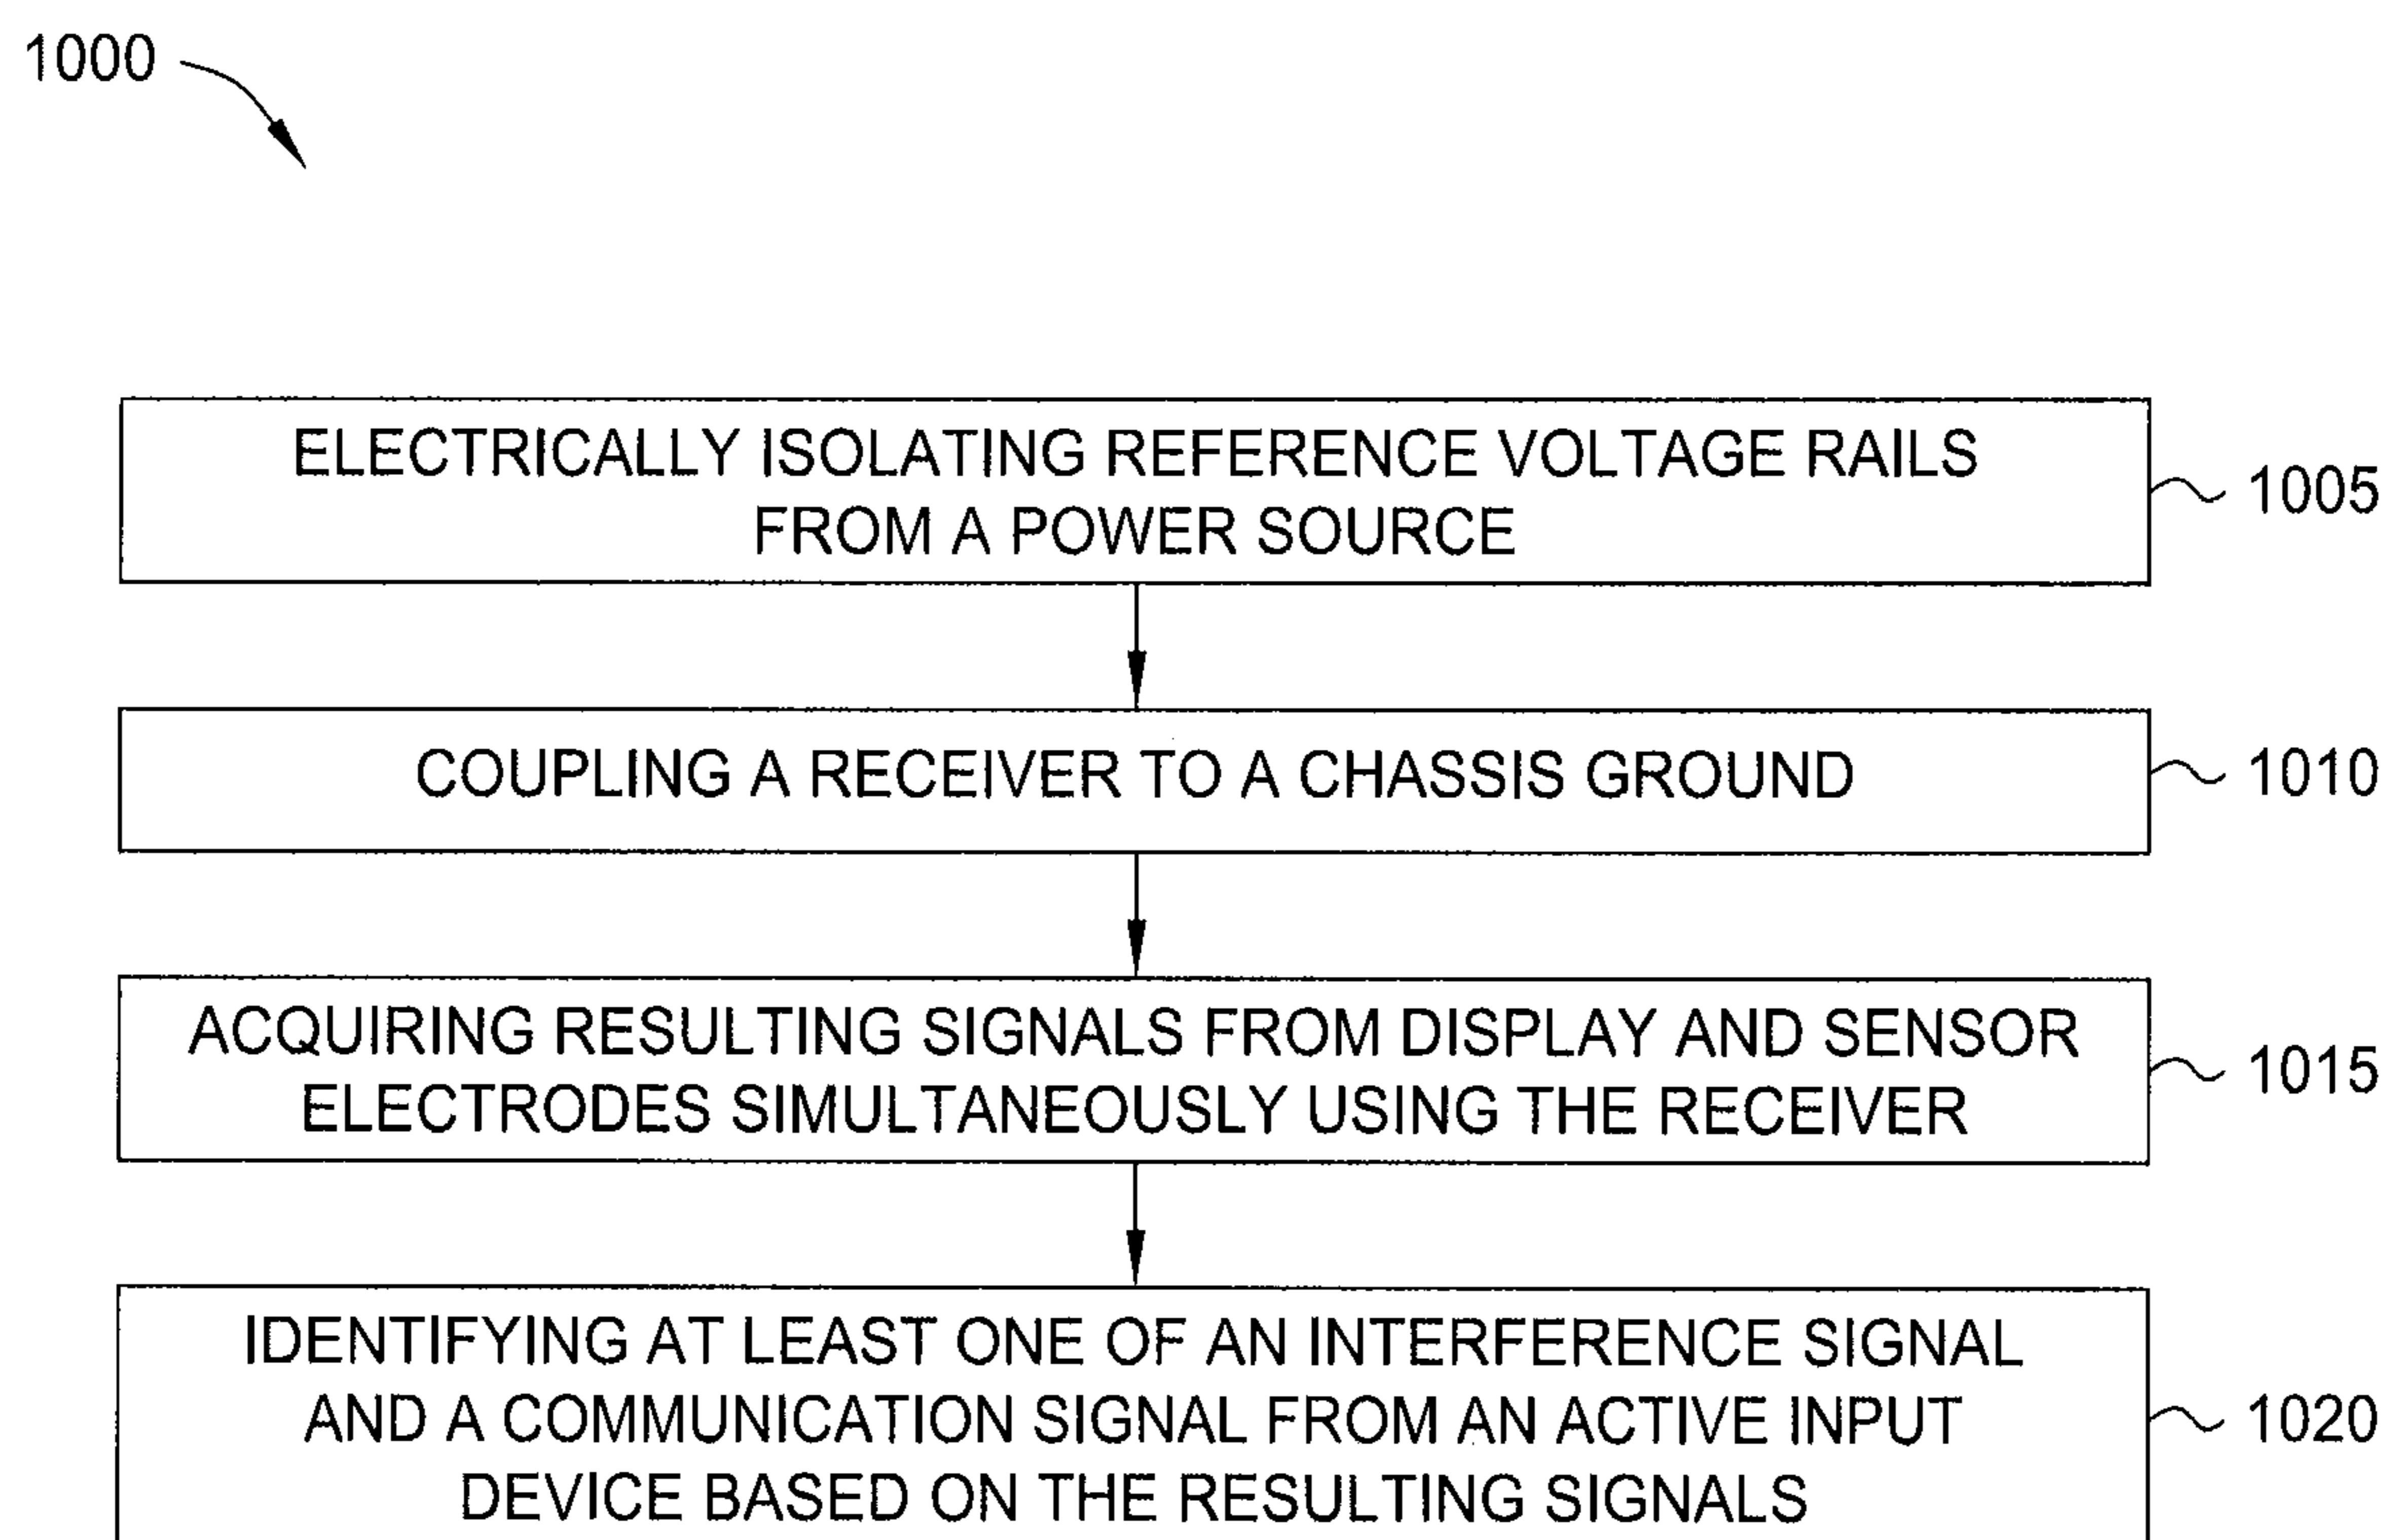 1000
ELECTRICALLY ISOLATING REFERENCE VOLTAGE RAILS
FROM A POWER SOURCE
1005
COUPLING A RECEIVER TO A CHASSIS GROUND
1010
ACQUIRING RESULTING SIGNALS FROM DISPLAY AND SENSOR
ELECTRODES SIMULTANEOUSLY USING THE RECEIVER
1015
IDENTIFYING AT LEAST ONE OF AN INTERFERENCE SIGNAL
AND A COMMUNICATION SIGNAL FROM AN ACTIVE INPUT
DEVICE BASED ON THE RESULTING SIGNALS
1020